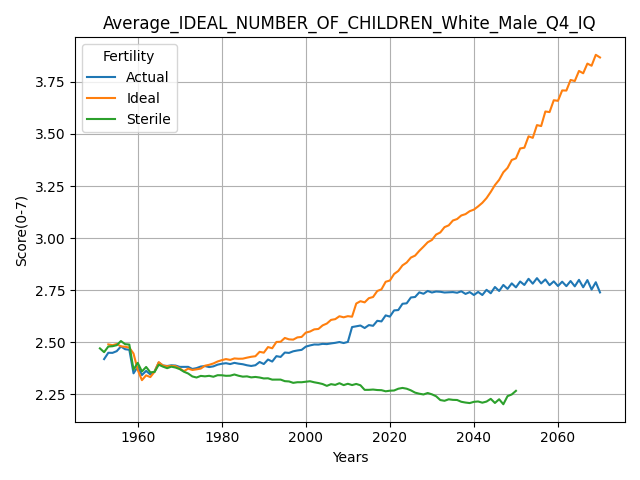 Average_IDEAL_NUMBER_OF_CHILDREN_White_Male_Q4_IQ
Fertility
Actual
Ideal
Sterile
Score(0-7)
3.75
3.50
3.25
3.00
2.75
2.50
2.25
1960 1980 2000 2020 2040 2060
Years